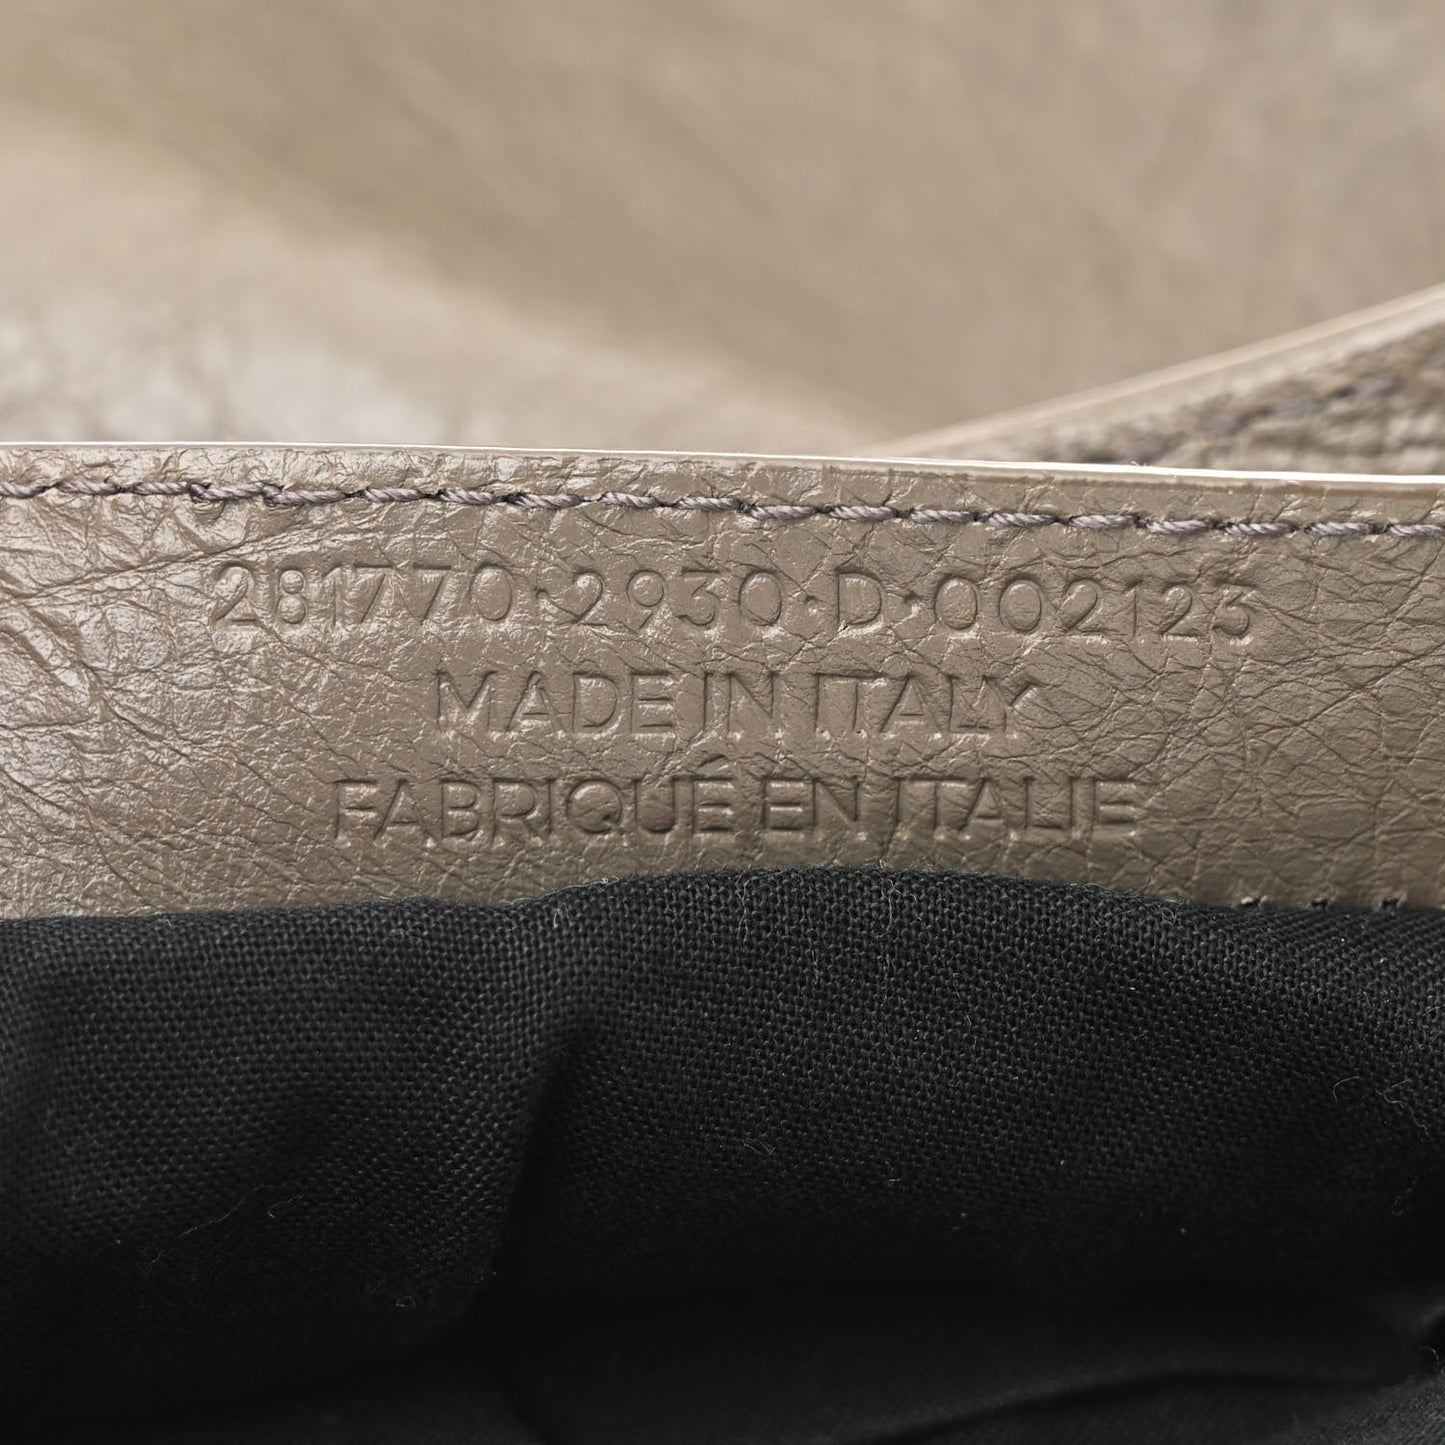 281770·2930·D·002123
MADE IN ITALY
FABRIQUÉ EN ITALIE